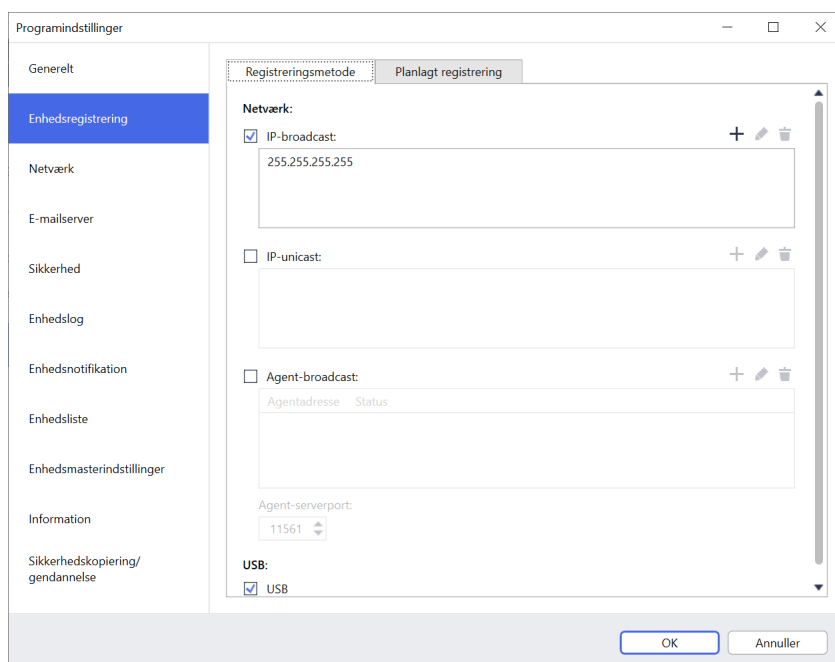 Programindstillinger
Generelt
Enhedsregistrering
Netværk
E-mailserver
Sikkerhed
Enhedslog
Enhedsnotifikation
Enhedsliste
Enhedsmasterindstillinger
Information
Sikkerhedskopiering/
gendannelse
Registreringsmetode Planlagt registrering
Netværk:
IP-broadcast:
255.255.255.255
IP-unicast:
Agent-broadcast:
Agentadresse Status
Agent-serverport:
11561
USB:
USB
OK Annuller